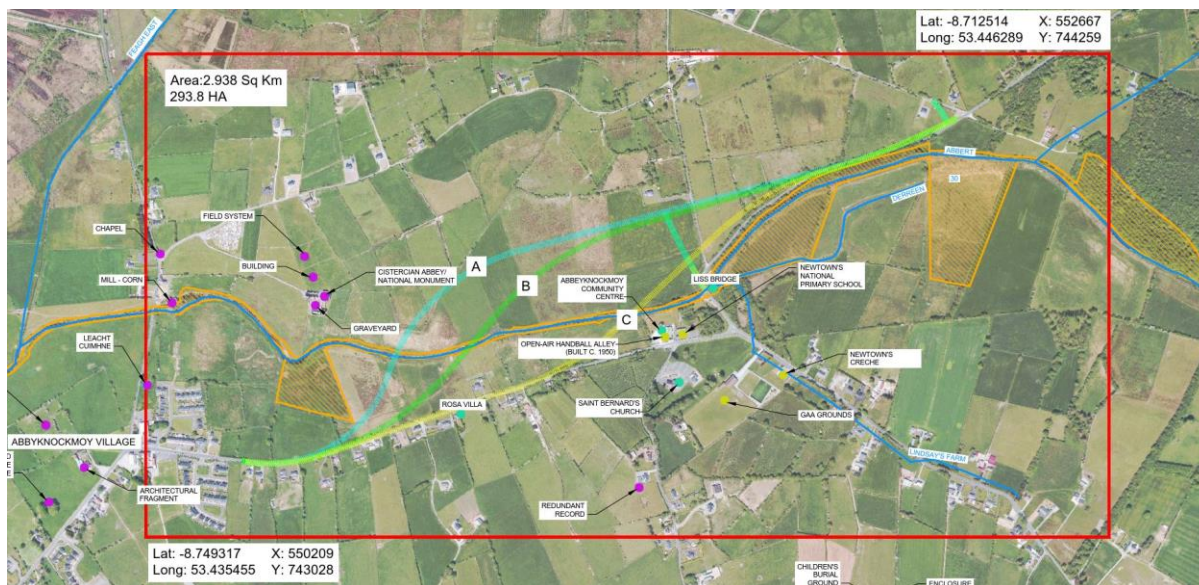 FEAGH EAST
Lat: -8.712514 X: 552667
Long: 53.446289 Y: 744259
Area:2.938 Sq Km
293.8 HA
ABBERT
30
DERREEN
FIELD SYSTEM
CHAPEL
BUILDING
A
CISTERCIAN ABBEY/
NATIONAL MONUMENT
B
ABBEYKNOCKMOY
COMMUNITY
CENTRE
LISS BRIDGE
NEWTOWN'S
NATIONAL
PRIMARY SCHOOL
MILL - CORN
GRAVEYARD
C
OPEN-AIR HANDBALL ALLEY
(BUILT C. 1950)
LEACHT
CUIMHNE
NEWTOWN'S
CRECHE
ROSA VILLA
SAINT BERNARD'S
CHURCH
GAA GROUNDS
ABBYKNOCKMOY VILLAGE
LINDSAY'S FARM
ARCHITECTURAL
FRAGMENT
REDUNDANT
RECORD
Lat: -8.749317 X: 550209
Long: 53.435455 Y: 743028
CHILDREN'S
BURIAL
GROUND
ENCLOSURE